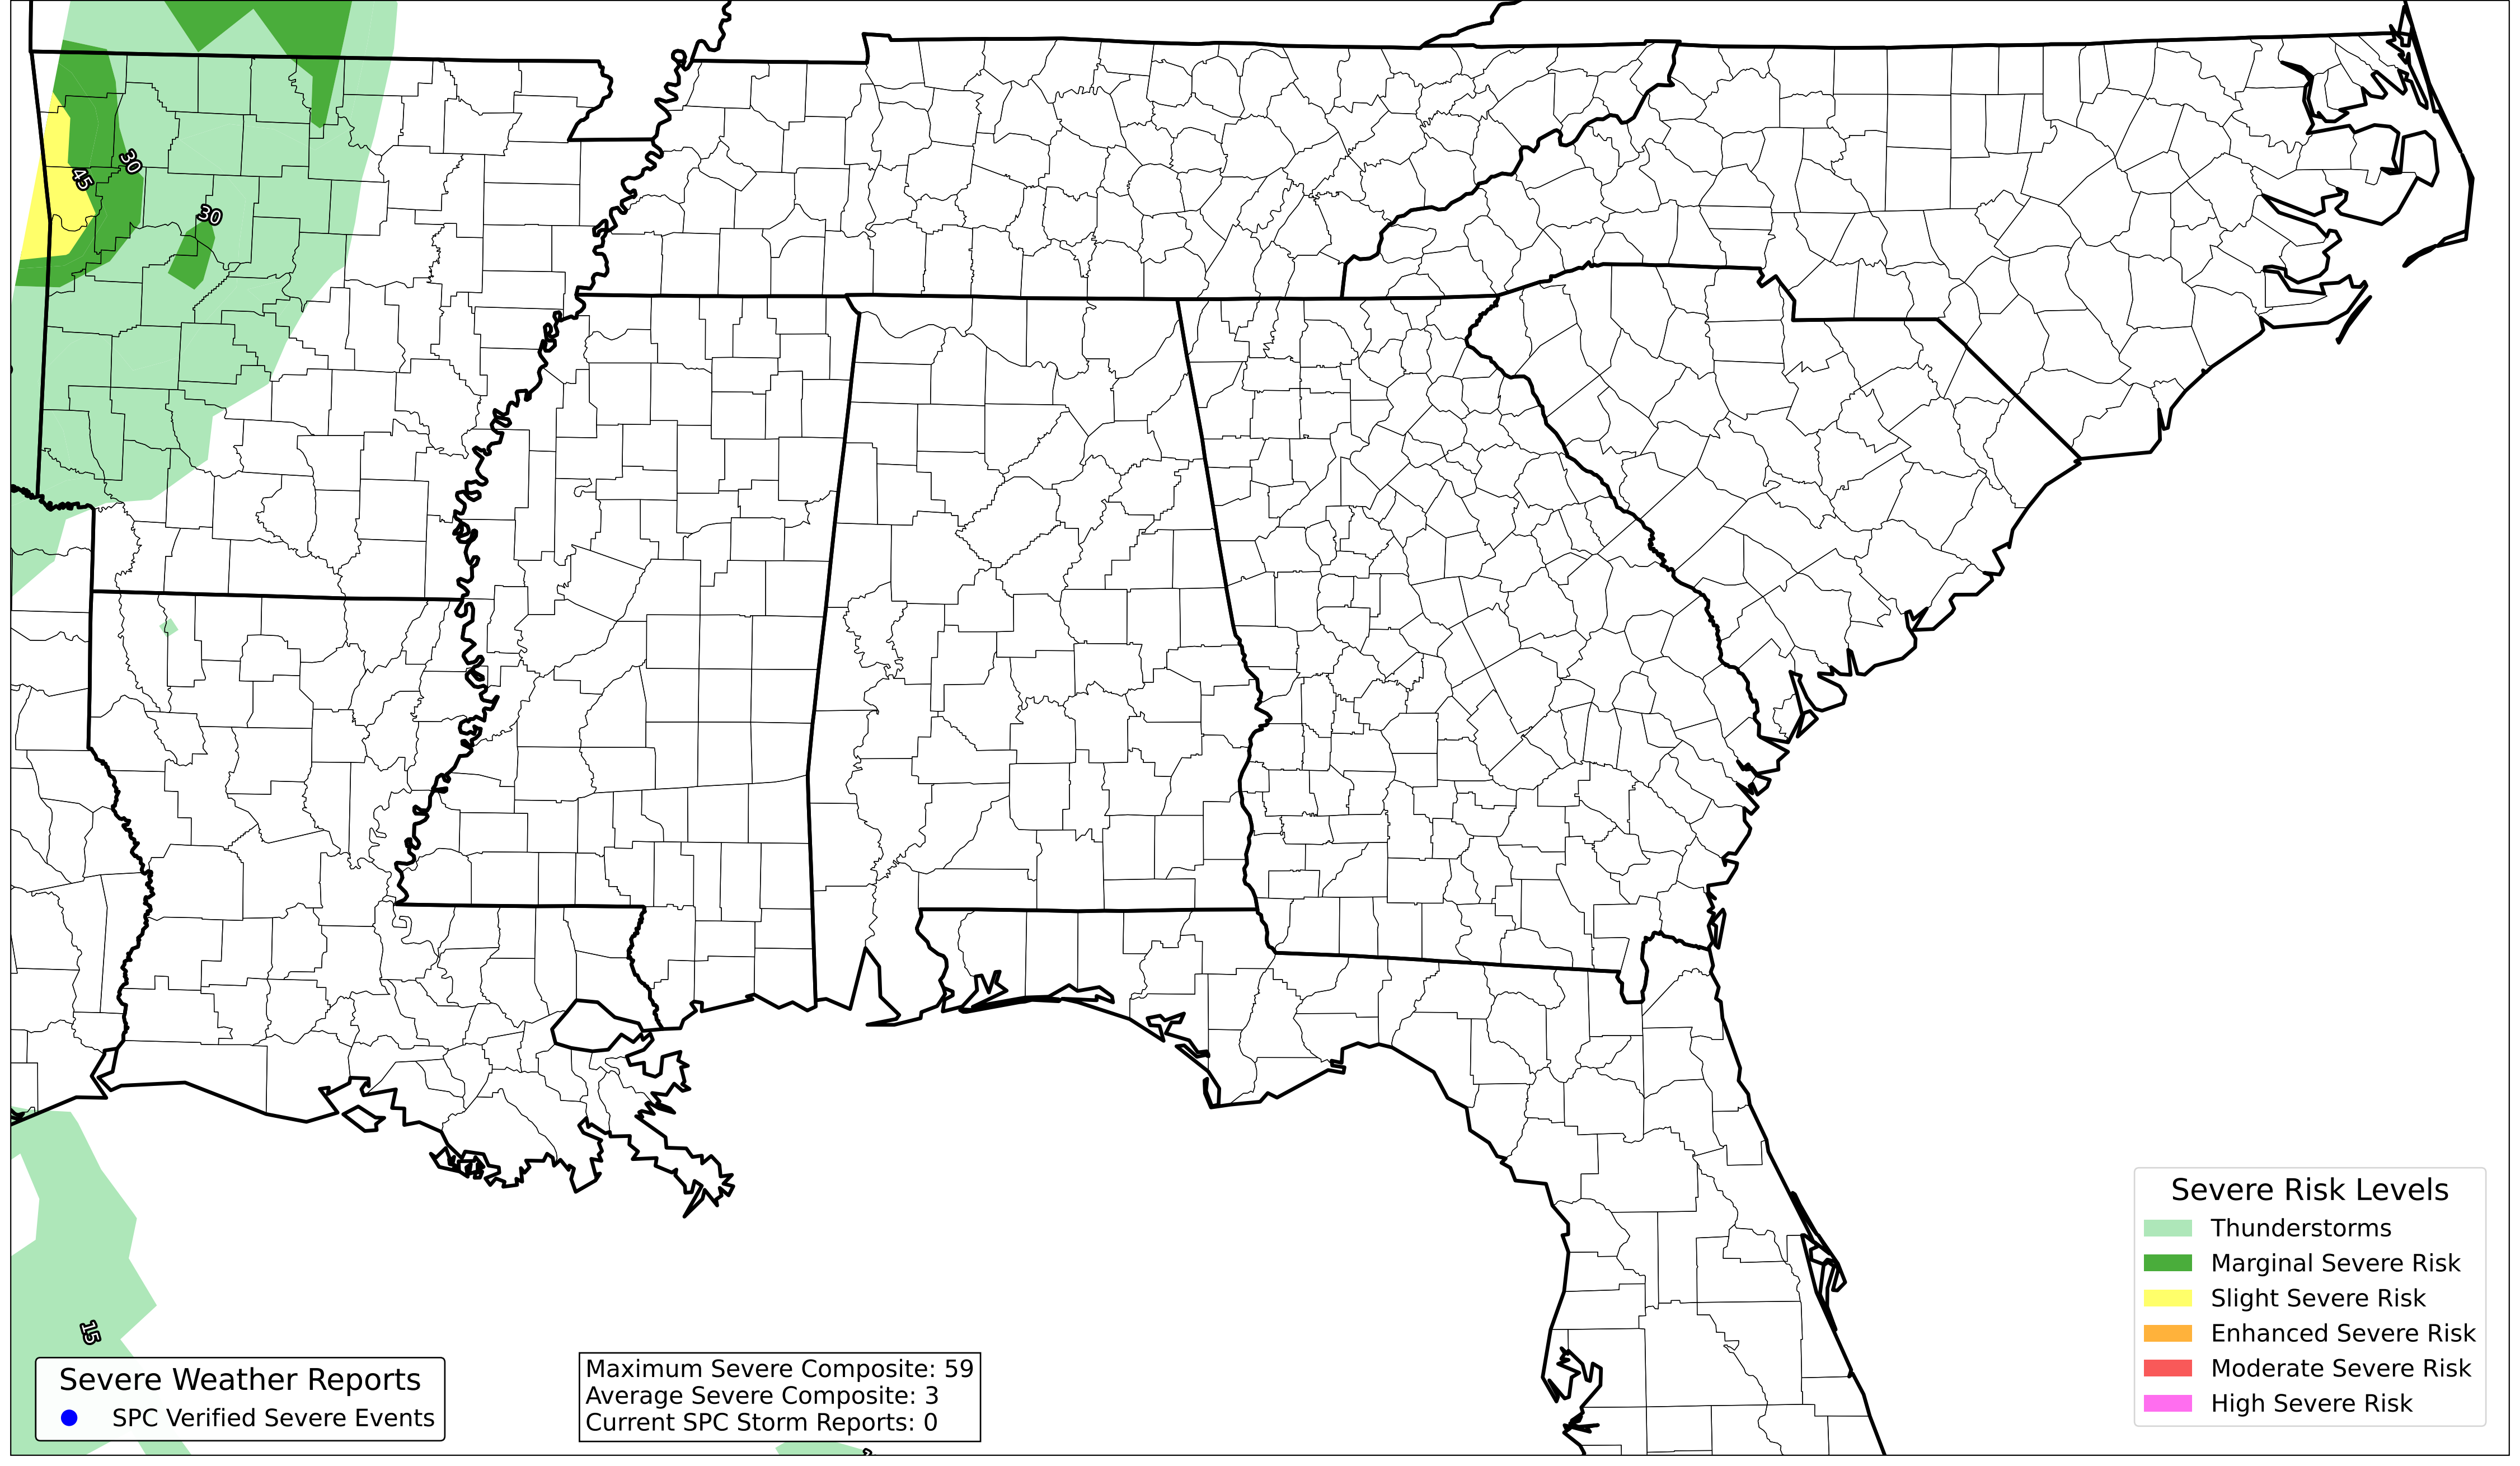 30
45
30
15
Severe Weather Reports
SPC Verified Severe Events
Maximum Severe Composite: 59
Average Severe Composite: 3
Current SPC Storm Reports: 0
Severe Risk Levels
Thunderstorms
Marginal Severe Risk
Slight Severe Risk
Enhanced Severe Risk
Moderate Severe Risk
High Severe Risk